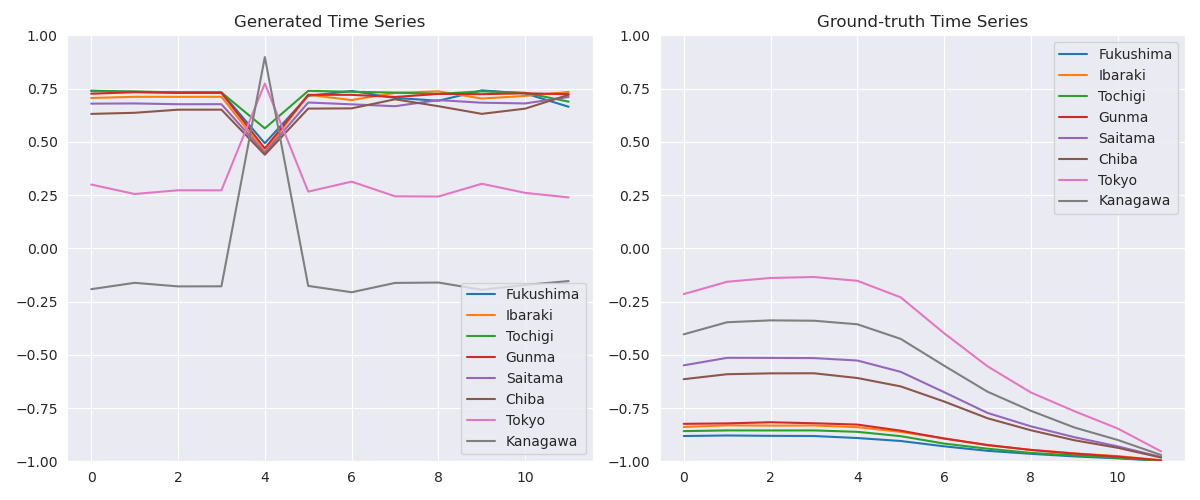 Generated Time Series
1.00
0.75
0.50
0.25
0.00
−0.25
−0.50
−0.75
−1.00
0 2 4 6 8 10
Fukushima
Ibaraki
Tochigi
Gunma
Saitama
Chiba
Tokyo
Kanagawa
Ground-truth Time Series
1.00
0.75
0.50
0.25
0.00
−0.25
−0.50
−0.75
−1.00
0 2 4 6 8 10
Fukushima
Ibaraki
Tochigi
Gunma
Saitama
Chiba
Tokyo
Kanagawa